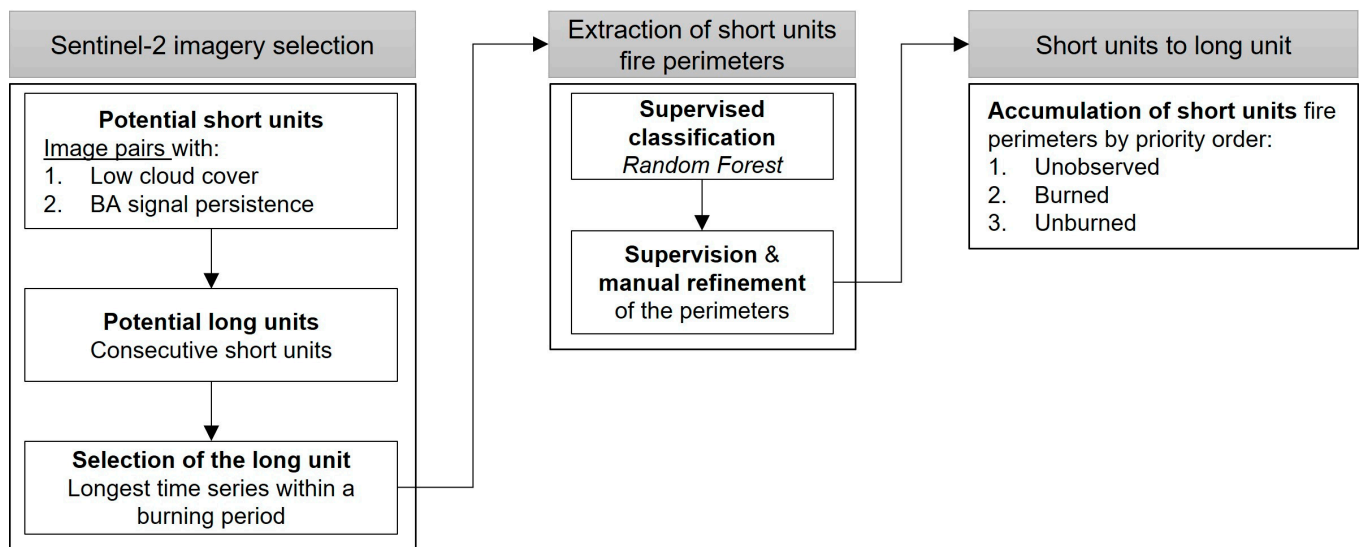 Sentinel-2 imagery selection
Potential short units
Image pairs with:
1. Low cloud cover
2. BA signal persistence
Potential long units
Consecutive short units
Selection of the long unit
Longest time series within a
burning period
Extraction of short units
fire perimeters
Supervised
classification
Random Forest
Supervision &
manual refinement
of the perimeters
Short units to long unit
Accumulation of short units fire
perimeters by priority order:
1. Unobserved
2. Burned
3. Unburned